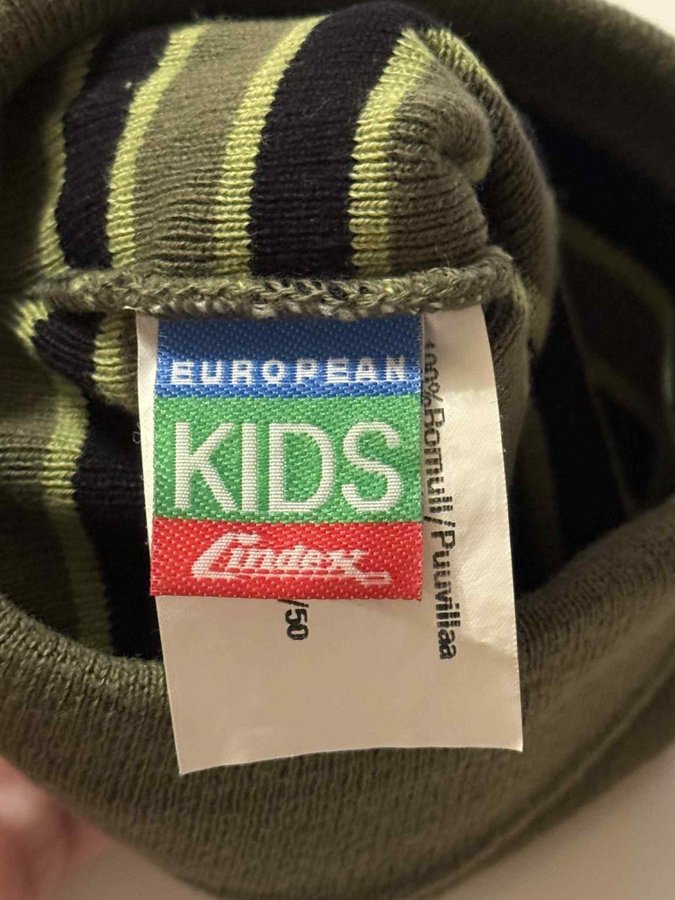 EUROPEAN
KIDS
Lindex
100% Bomull/Puuvillaa
/50